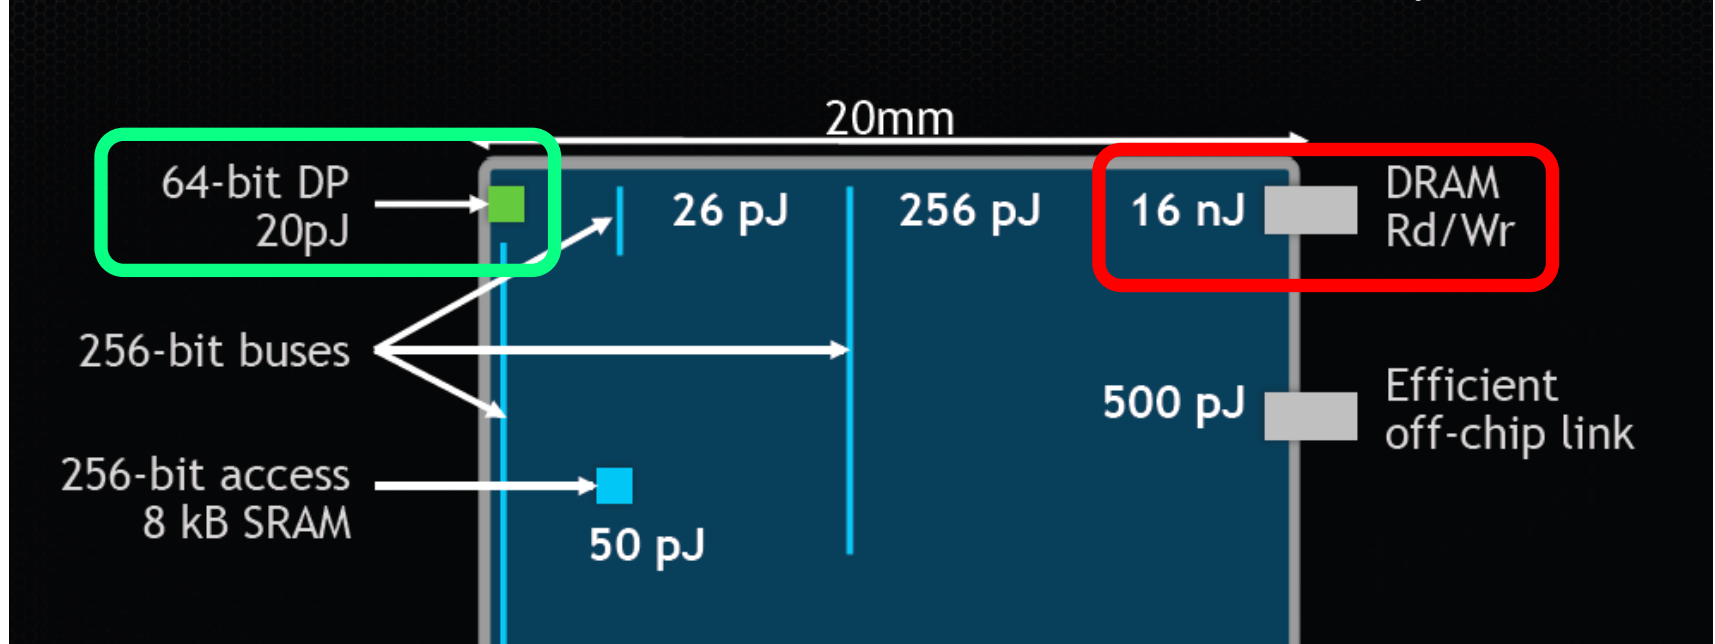 20mm
64-bit DP
20pJ
26 pJ
256 pJ
16 nJ
DRAM
Rd/Wr
256-bit buses
500 pJ
Efficient
off-chip link
256-bit access
8 kB SRAM
50 pJ